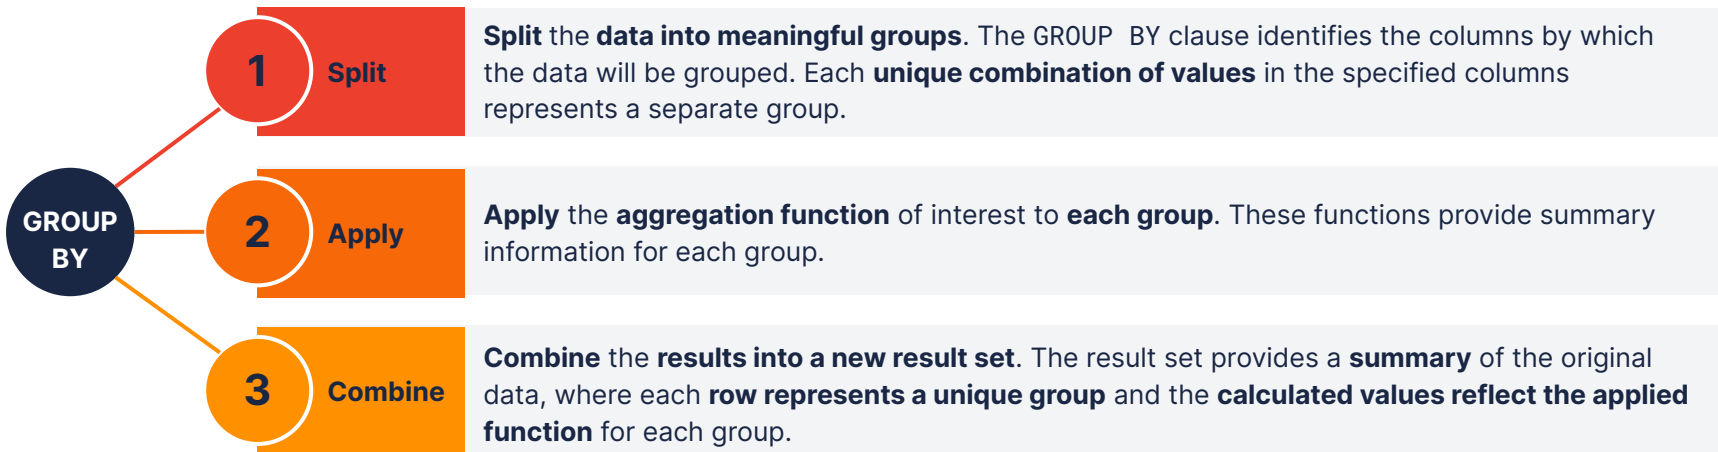 GROUP
BY
1
Split
Split the data into meaningful groups. The GROUP BY clause identifies the columns by which
the data will be grouped. Each unique combination of values in the specified columns
represents a separate group.
2
Apply
Apply the aggregation function of interest to each group. These functions provide summary
information for each group.
3
Combine
Combine the results into a new result set. The result set provides a summary of the original
data, where each row represents a unique group and the calculated values reflect the applied
function for each group.